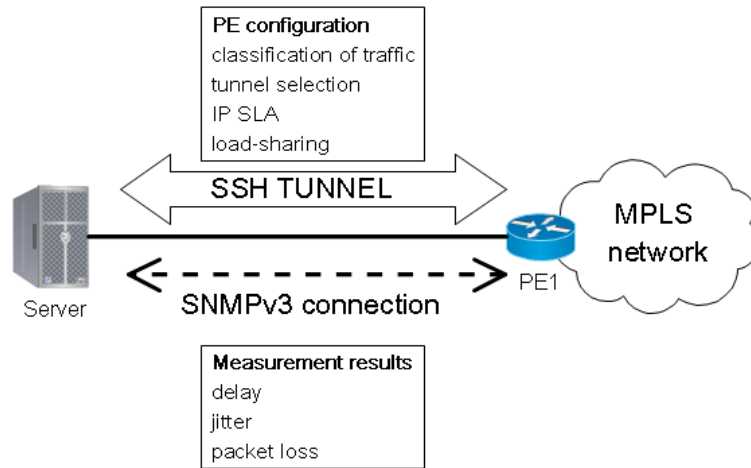 PE configuration
classification of traffic
tunnel selection
IP SLA
load-sharing
SSH TUNNEL
MPLS
network
PE1
Server
SNMPv3 connection
Measurement results
delay
jitter
packet loss